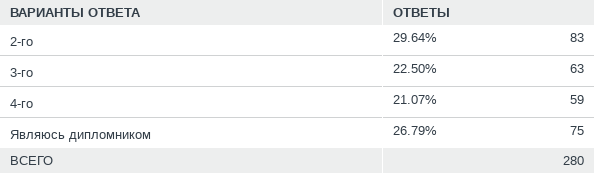 ВАРИАНТЫ ОТВЕТА ОТВЕТЫ
2-го 29.64% 83
3-го 22.50% 63
4-го 21.07% 59
Являюсь дипломником 26.79% 75
ВСЕГО 280